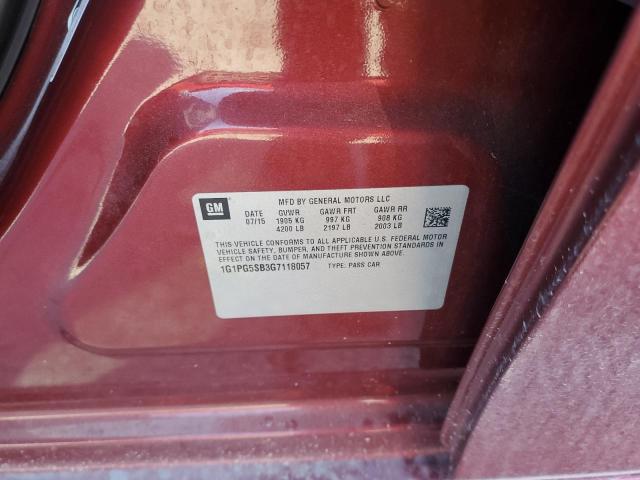 GM
MFD BY GENERAL MOTORS LLC
DATE GVWR GAWR FRT GAWR RR
07/15 1905 KG 997 KG 908 KG
4200 LB 2197 LB 2003 LB
THIS VEHICLE CONFORMS TO ALL APPLICABLE U.S. FEDERAL MOTOR
VEHICLE SAFETY, BUMPER, AND THEFT PREVENTION STANDARDS IN
EFFECT ON THE DATE OF MANUFACTURE SHOWN ABOVE.
1G1PG5SB3G7118057 TYPE: PASS CAR